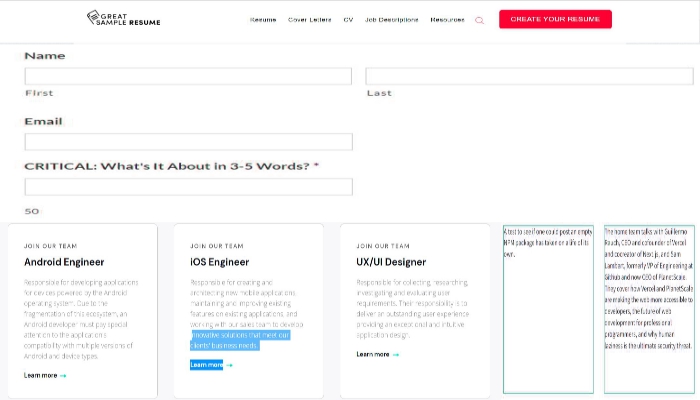 GREAT
SAMPLE RESUME
Resume Cover Letters CV Job Descriptions Resources
CREATE YOUR RESUME
Name
First
Last
Email
CRITICAL: What's It About in 3-5 Words? *
50
JOIN OUR TEAM
Android Engineer
Responsible for developing applications
for devices powered by the Android
operating system. Due to the
fragmentation of this ecosystem, an
Android developer must pay special
attention to the application's
compatibility with multiple versions of
Android and device types.
Learn more →
JOIN OUR TEAM
iOS Engineer
Responsible for creating and
architecting new mobile applications,
maintaining and improving existing
features on existing applications, and
working with our sales team to develop
innovative solutions that meet our
clients' business needs.
Learn more →
JOIN OUR TEAM
UX/UI Designer
Responsible for collecting, researching,
investigating and evaluating user
requirements. Their responsibility is to
deliver an outstanding user experience
providing an exceptional and intuitive
application design.
Learn more →
A test to see if one could post an empty
NPM package has taken on a life of its
own.
The home team talks with Guillermo
Rauch, CEO and cofounder of Vercel
and cocreator of Next.js, and Sam
Lambert, formerly VP of Engineering at
Github and now CEO of PlanetScale.
They cover how Vercel and PlanetScale
are making the web more accessible to
developers, the future of web
development for professional
programmers, and why human
laziness is the ultimate security threat.